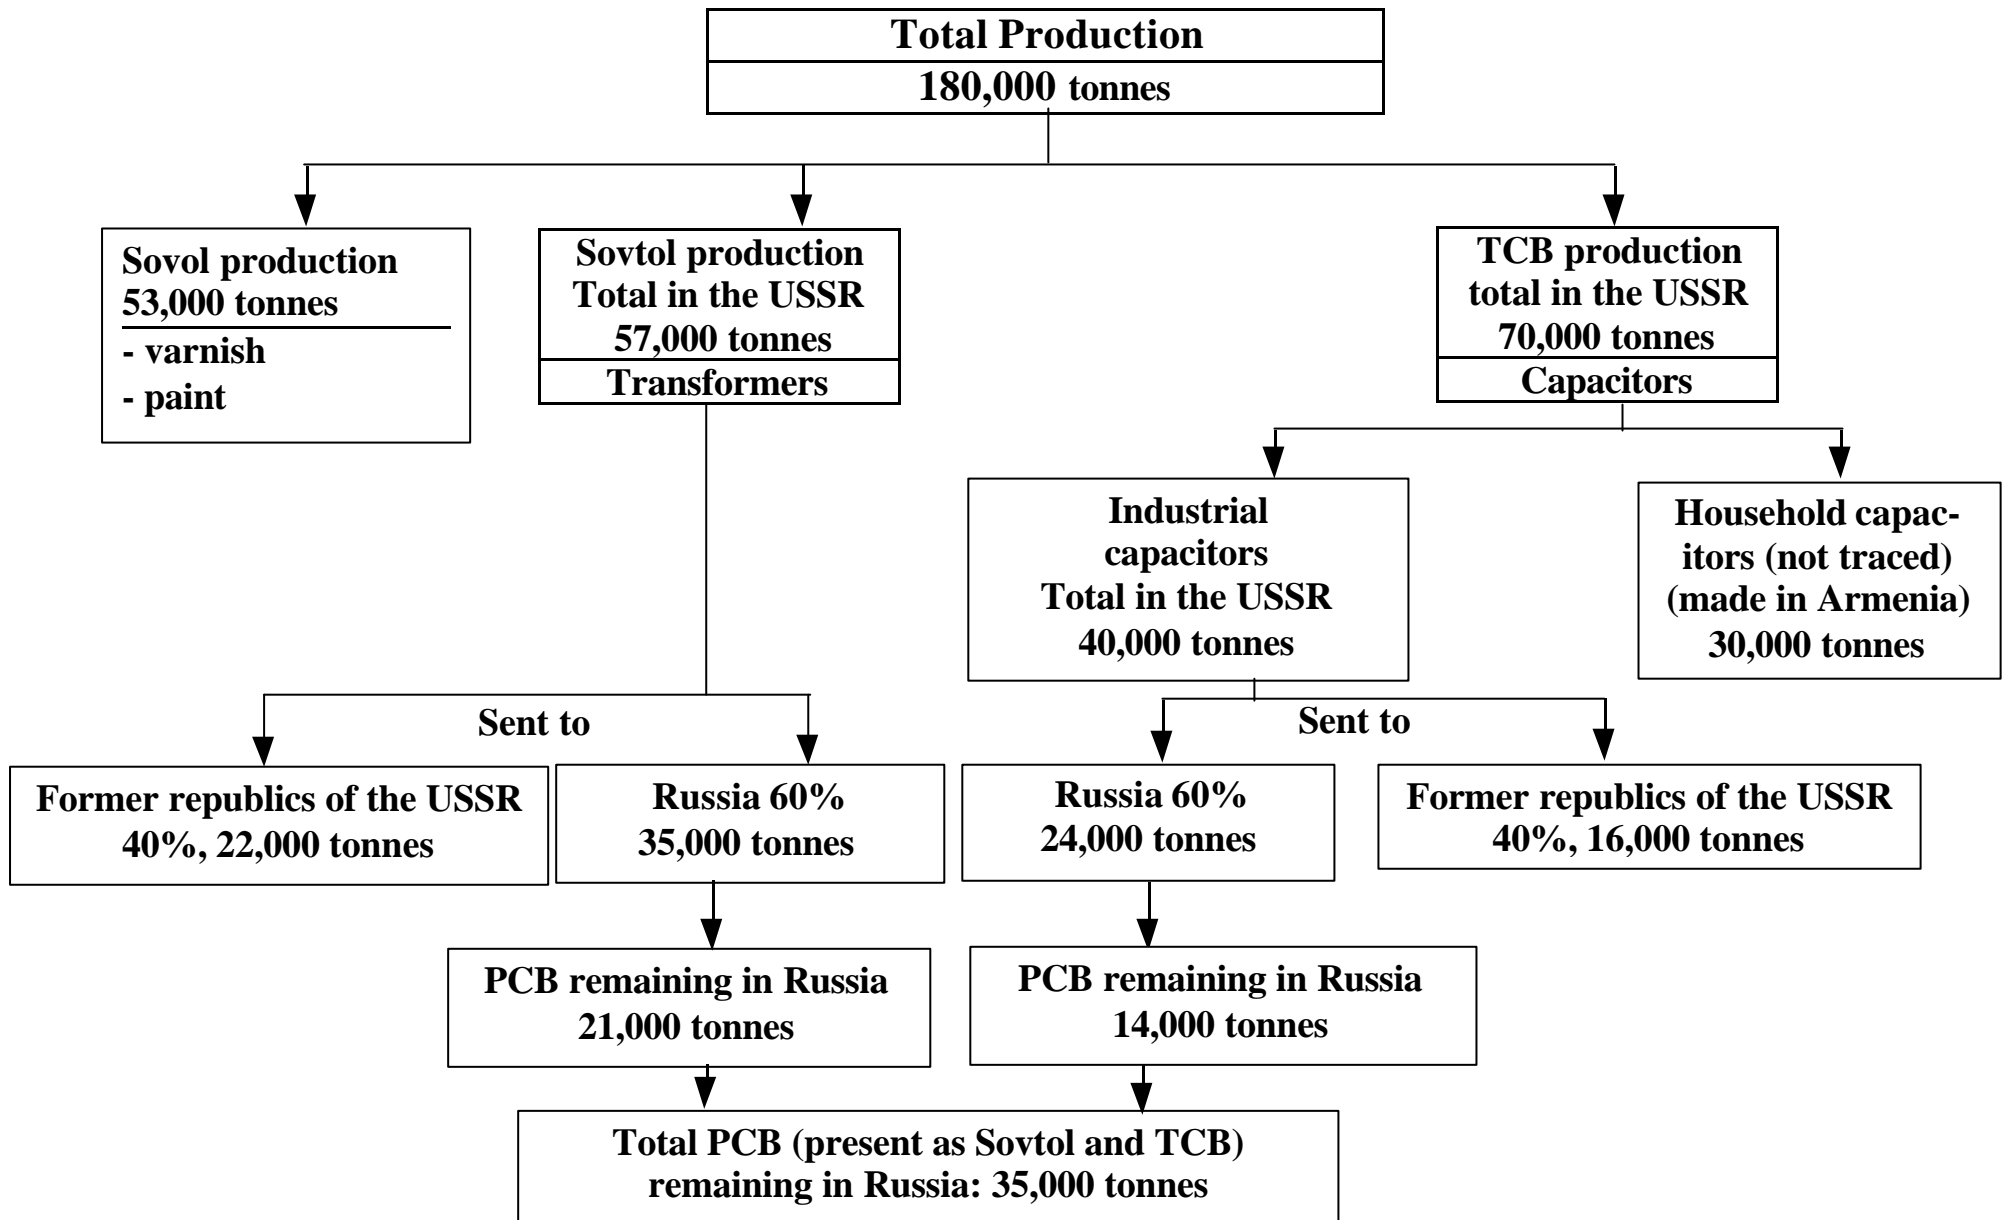 Total Production
180,000 tonnes
Sovol production
53,000 tonnes
- varnish
- paint
Sovtol production
Total in the USSR
57,000 tonnes
Transformers
TCB production
total in the USSR
70,000 tonnes
Capacitors
Industrial
capacitors
Total in the USSR
40,000 tonnes
Household capac-
itors (not traced)
(made in Armenia)
30,000 tonnes
Sent to
Sent to
Former republics of the USSR
40%, 22,000 tonnes
Russia 60%
35,000 tonnes
Russia 60%
24,000 tonnes
Former republics of the USSR
40%, 16,000 tonnes
PCB remaining in Russia
21,000 tonnes
PCB remaining in Russia
14,000 tonnes
Total PCB (present as Sovtol and TCB)
remaining in Russia: 35,000 tonnes